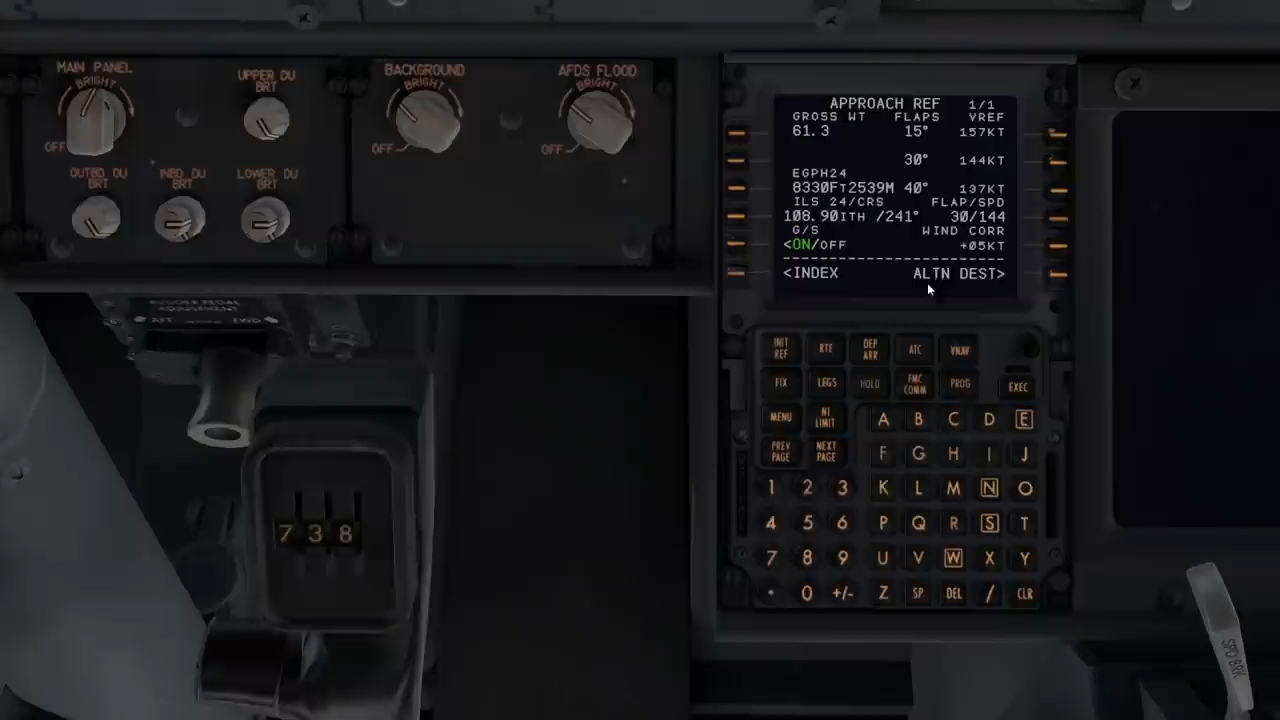 MAIN PANEL
BRIGHT
OFF
UPPER DU
BRT
BACKGROUND
BRIGHT
OFF
AFDS FLOOD
BRIGHT
OFF
OUTBD DU
BRT
INBD DU
BRT
LOWER DU
BRT
APPROACH REF 1/1
GROSS WT FLAPS VREF
61.3 15° 157KT
30° 144KT
EGPH24
8330FT2539M 40° 137KT
ILS 24/CRS FLAP/SPD
108.90ITH /241° 30/144
G/S WIND CORR
<ON/OFF +05KT
--------------------------------
<INDEX ALTN DEST>
RUDDER PEDAL
ADJUSTMENT
AFT FWD
INIT REF RTE DEP ARR ATC VNAV
FIX LEGS HOLD FMC COMM PROG EXEC
MENU N1 LIMIT A B C D E
PREV PAGE NEXT PAGE F G H I J
1 2 3 K L M N O
4 5 6 P Q R S T
7 8 9 U V W X Y
. 0 +/- Z SP DEL / CLR
738
SPD BRK